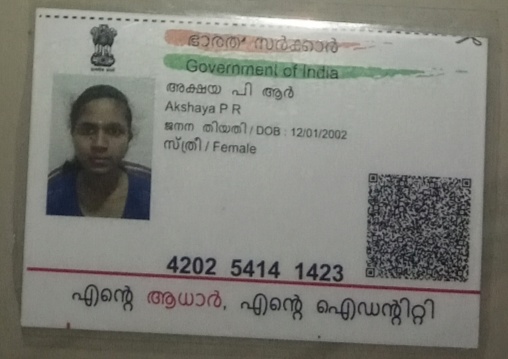 ഭാരത് സർക്കാർ
Government of India
അക്ഷയ പി ആർ
Akshaya P R
ജനന തിയതി / DOB : 12/01/2002
സ്ത്രീ / Female
4202 5414 1423
എന്റെ ആധാർ, എന്റെ ഐഡന്റിറ്റി